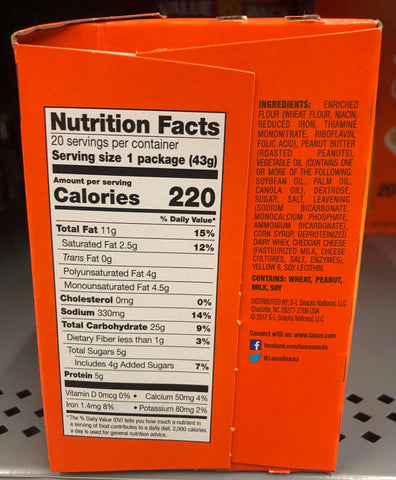 Nutrition Facts
20 servings per container
Serving size 1 package (43g)
Amount per serving
Calories 220
% Daily Value*
Total Fat 11g 15%
Saturated Fat 2.5g 12%
Trans Fat 0g
Polyunsaturated Fat 4g
Monounsaturated Fat 4.5g
Cholesterol 0mg 0%
Sodium 330mg 14%
Total Carbohydrate 25g 9%
Dietary Fiber less than 1g 3%
Total Sugars 5g
Includes 4g Added Sugars 7%
Protein 5g
Vitamin D 0mcg 0% • Calcium 50mg 4%
Iron 1.4mg 8% • Potassium 80mg 2%
*The % Daily Value (DV) tells you how much a nutrient in
a serving of food contributes to a daily diet. 2,000 calories
a day is used for general nutrition advice.
INGREDIENTS: ENRICHED
FLOUR (WHEAT FLOUR, NIACIN,
REDUCED IRON, THIAMINE
MONONITRATE, RIBOFLAVIN,
FOLIC ACID), PEANUT BUTTER
(ROASTED PEANUTS),
VEGETABLE OIL (CONTAINS ONE
OR MORE OF THE FOLLOWING:
SOYBEAN OIL, PALM OIL,
CANOLA OIL), DEXTROSE,
SUGAR, SALT, LEAVENING
(SODIUM BICARBONATE,
MONOCALCIUM PHOSPHATE,
AMMONIUM BICARBONATE),
CORN SYRUP, DEPROTEINIZED
DAIRY WHEY, CHEDDAR CHEESE
(PASTEURIZED MILK, CHEESE
CULTURES, SALT, ENZYMES),
YELLOW 6, SOY LECITHIN.
CONTAINS: WHEAT, PEANUT,
MILK, SOY
DISTRIBUTED BY: S-L Snacks National, LLC
Charlotte, NC 28277-2706 USA
© 2017 S-L Snacks National, LLC
Connect with us: www.lance.com
facebook.com/lancesnacks
@LanceSnacks